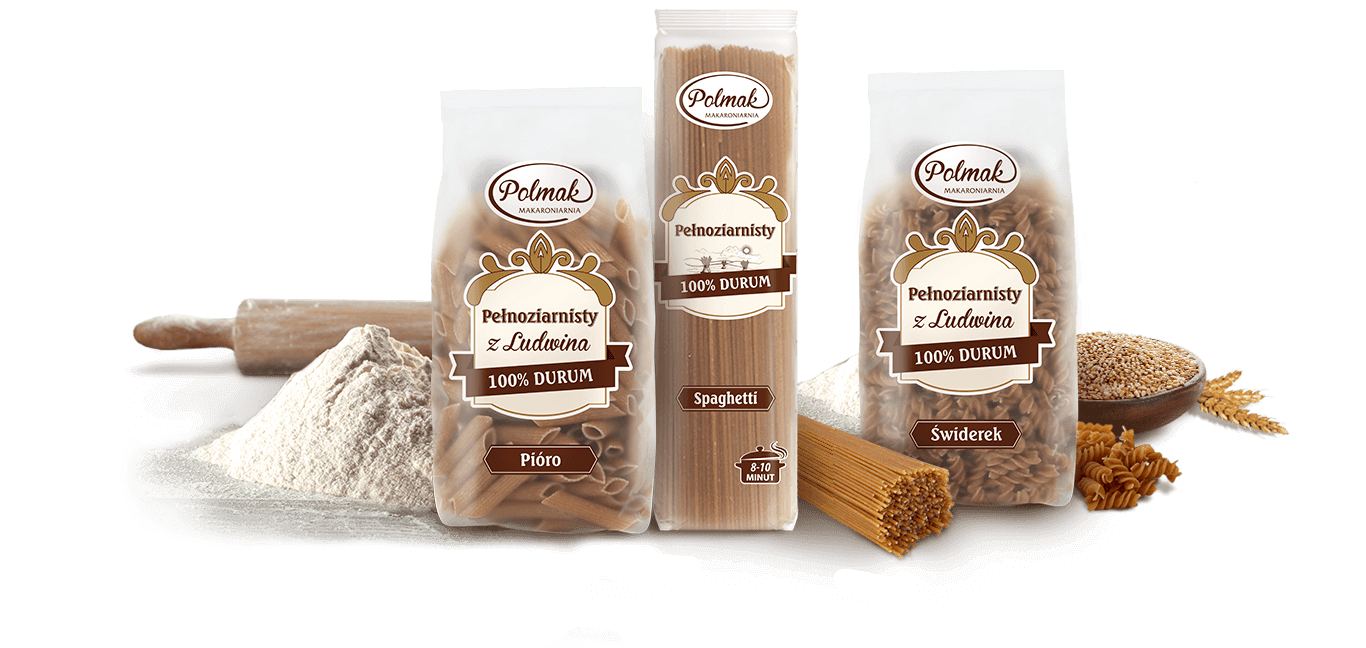 Polmak
MAKARONIARNIA
Pełnoziarnisty
z Ludwina
100% DURUM
Pióro
Polmak
MAKARONIARNIA
Pełnoziarnisty
100% DURUM
Spaghetti
8-10
MINUT
Polmak
MAKARONIARNIA
Pełnoziarnisty
z Ludwina
100% DURUM
Świderek